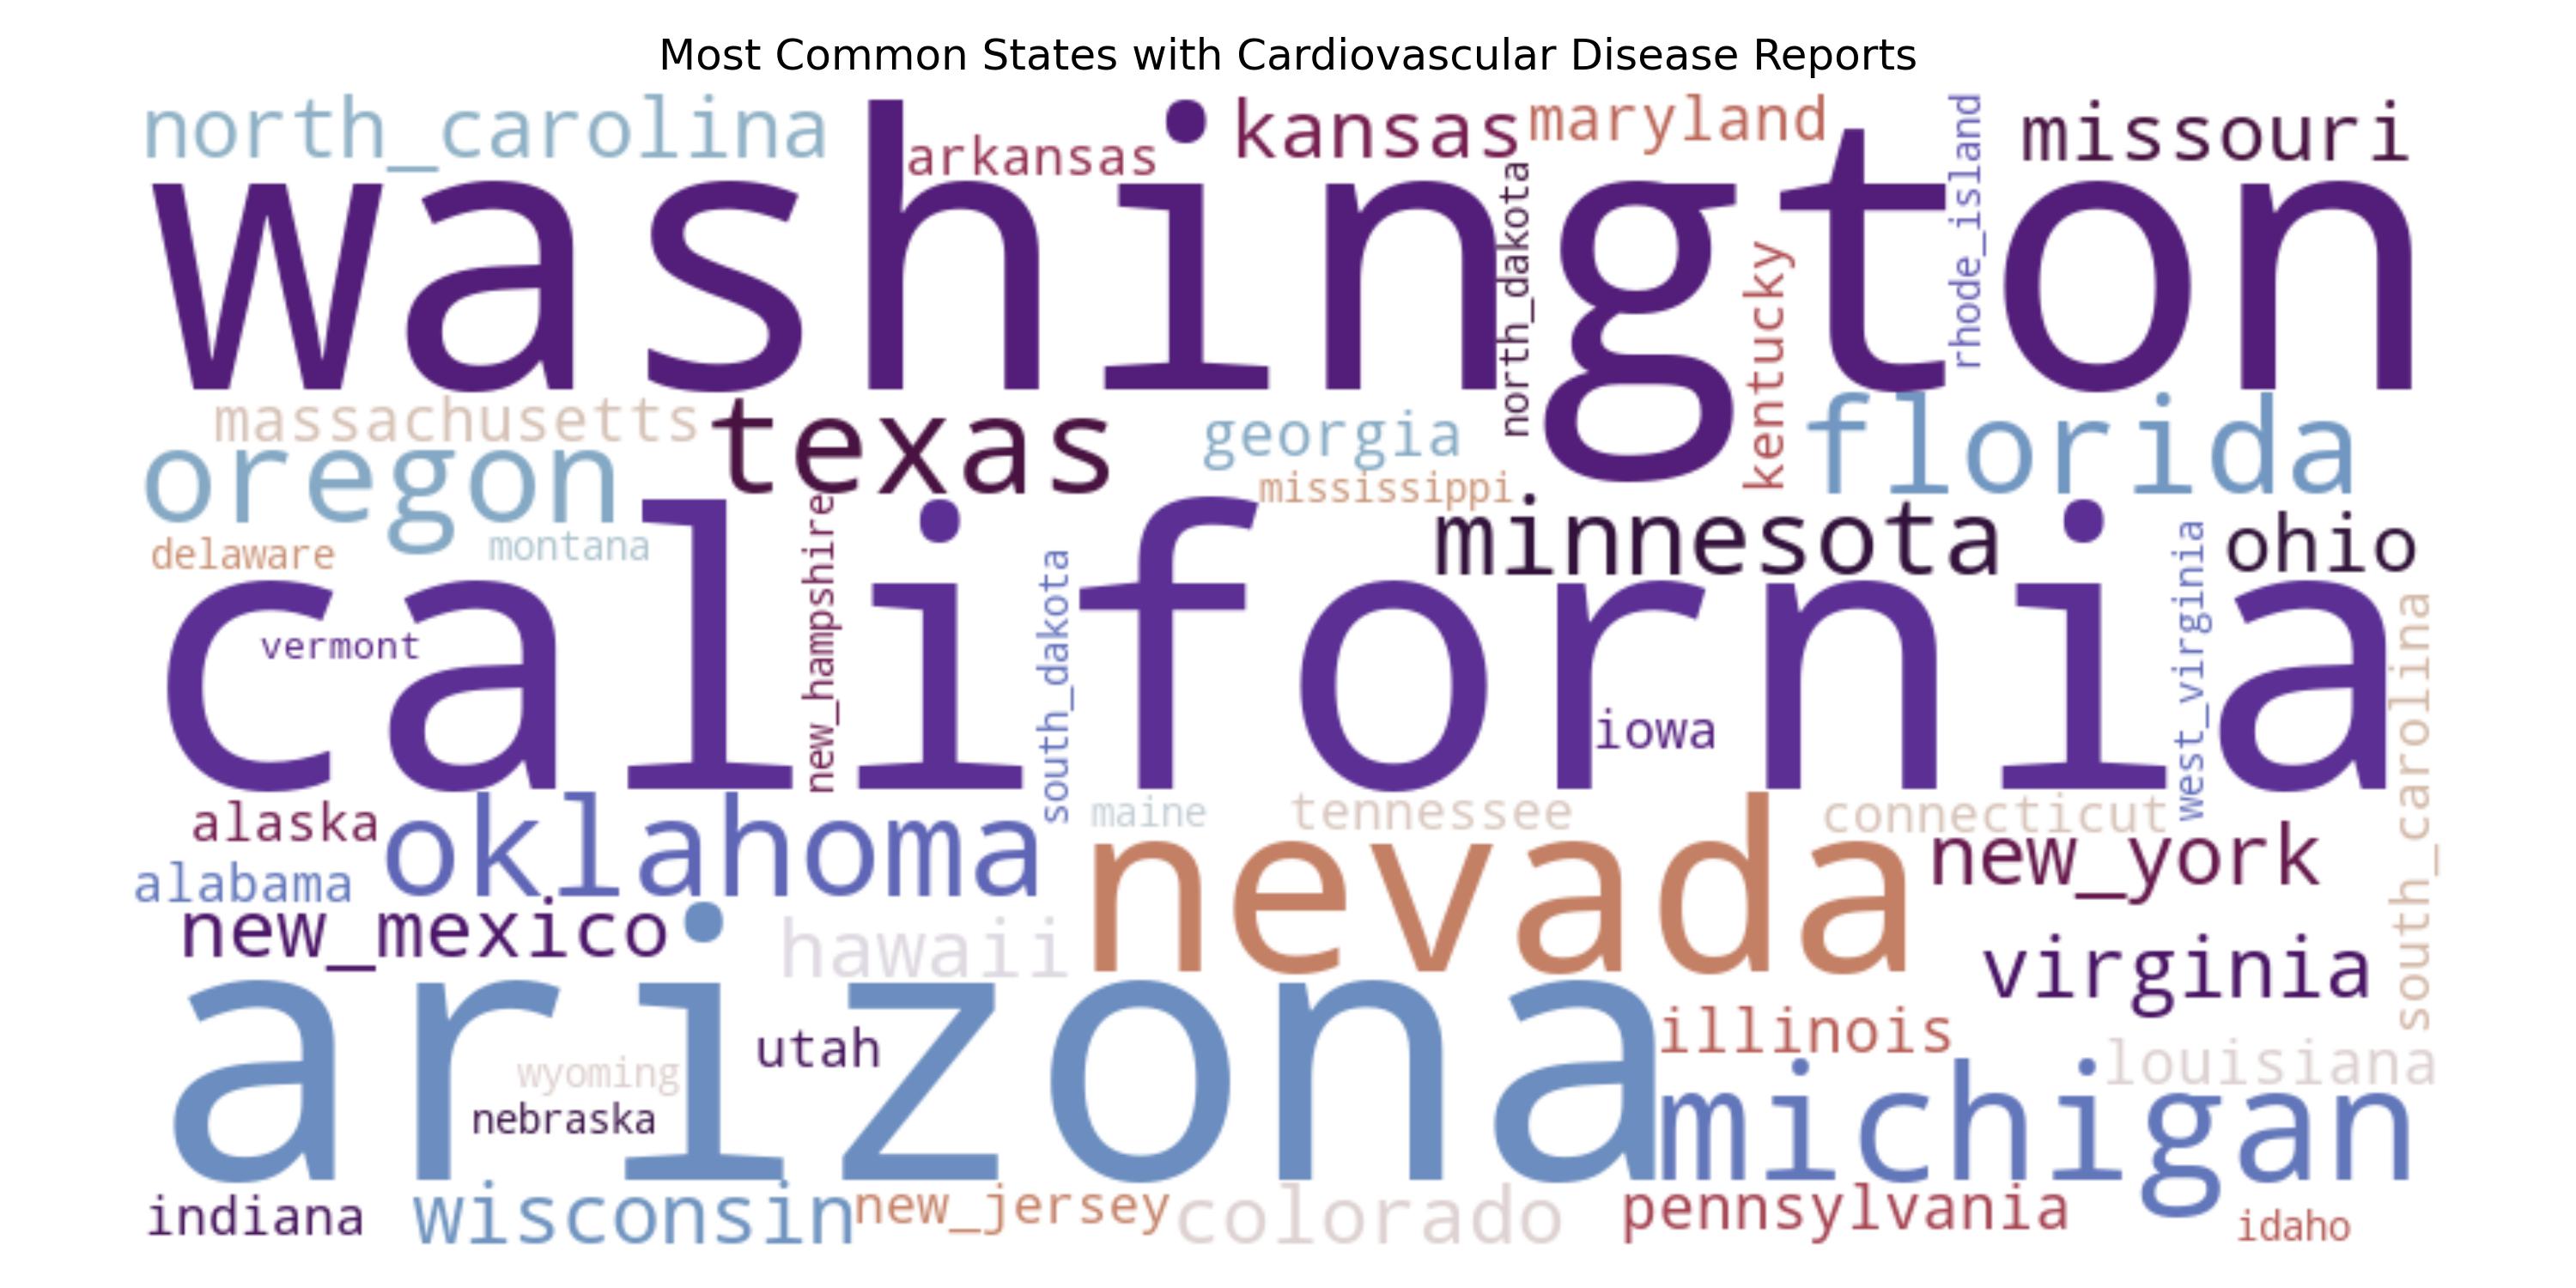 Most Common States with Cardiovascular Disease Reports
north_carolina
arkansas
kansas
maryland
rhode_island
missouri
washington
north_dakota
kentucky
massachusetts
texas
georgia
florida
oregon
mississippi
minnesota
ohio
delaware
montana
new_hampshire
south_dakota
west_virginia
south_carolina
california
vermont
iowa
alaska
oklahoma
maine
tennessee
connecticut
alabama
nevada
new_york
new_mexico
hawaii
virginia
arizona
utah
illinois
wyoming
louisiana
nebraska
michigan
indiana
wisconsin
new_jersey
colorado
pennsylvania
idaho